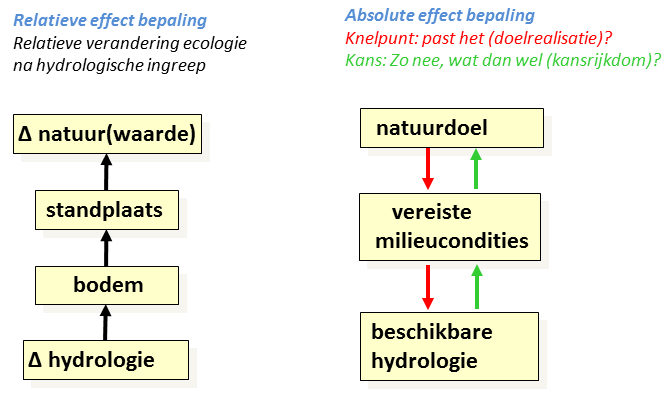 Relatieve effect bepaling
Relatieve verandering ecologie
na hydrologische ingreep
Δ natuur(waarde)
standplaats
bodem
Δ hydrologie
Absolute effect bepaling
Knelpunt: past het (doelrealisatie)?
Kans: Zo nee, wat dan wel (kansrijkdom)?
natuurdoel
vereiste
milieucondities
beschikbare
hydrologie